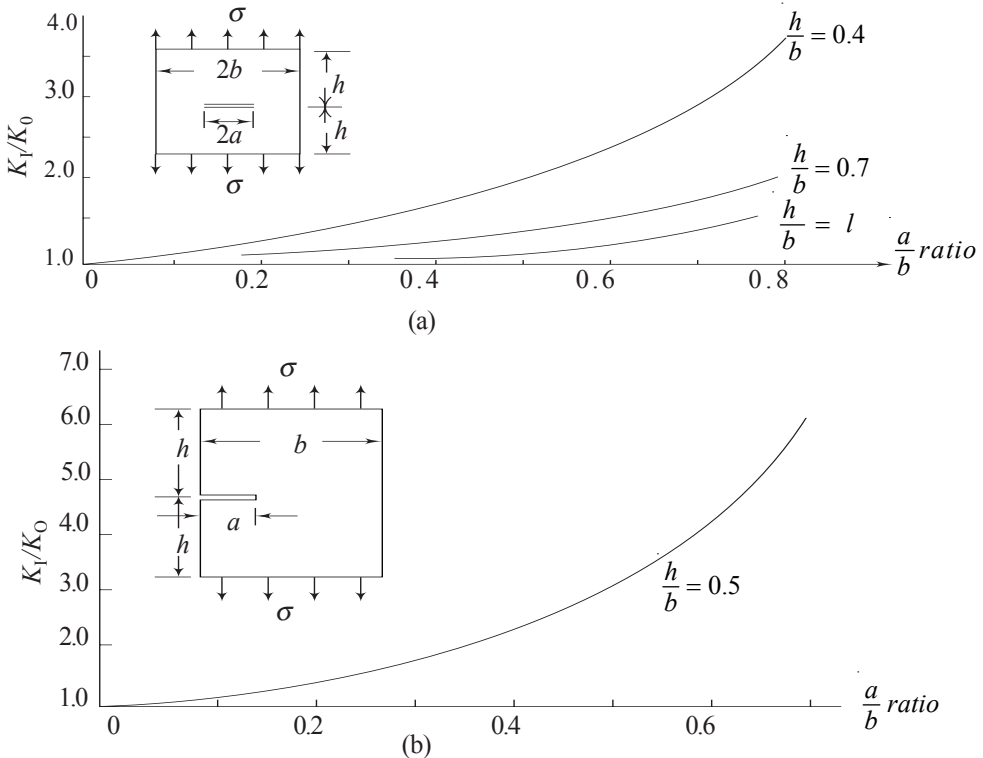 4.0
3.0
2.0
1.0
K_I/K_0
σ
2b
h
h
2a
σ
h/b = 0.4
h/b = 0.7
h/b = l
a/b ratio
0 0.2 0.4 0.6 0.8
(a)
7.0
6.0
5.0
4.0
3.0
2.0
1.0
K_I/K_O
σ
h
b
a
h
σ
h/b = 0.5
a/b ratio
0 0.2 0.4 0.6
(b)